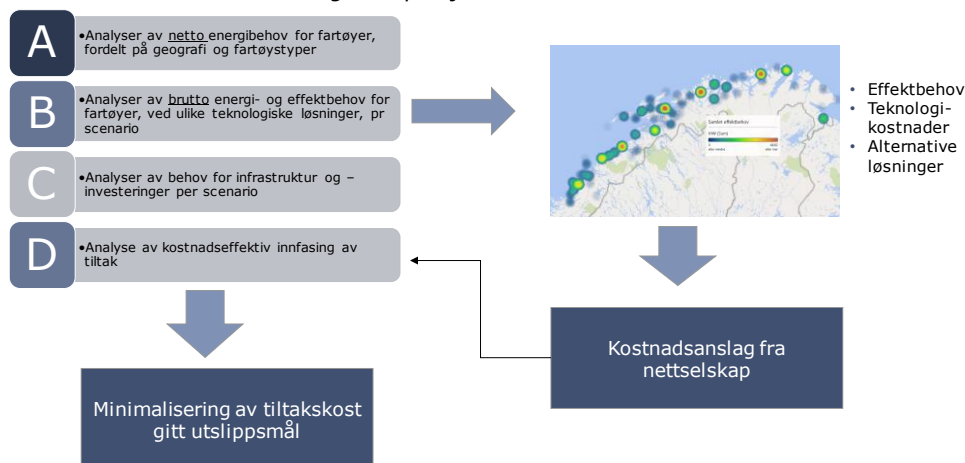 A
•Analyser av netto energibehov for fartøyer,
fordelt på geografi og fartøystyper
B
•Analyser av brutto energi- og effektbehov for
fartøyer, ved ulike teknologiske løsninger, pr
scenario
C
•Analyser av behov for infrastruktur og –
investeringer per scenario
D
•Analyse av kostnadseffektiv innfasing av
tiltak
Samlet effektbehov
• Effektbehov
• Teknologi-
kostnader
• Alternative
løsninger
Kostnadsanslag fra
nettselskap
Minimalisering av tiltakskost
gitt utslippsmål